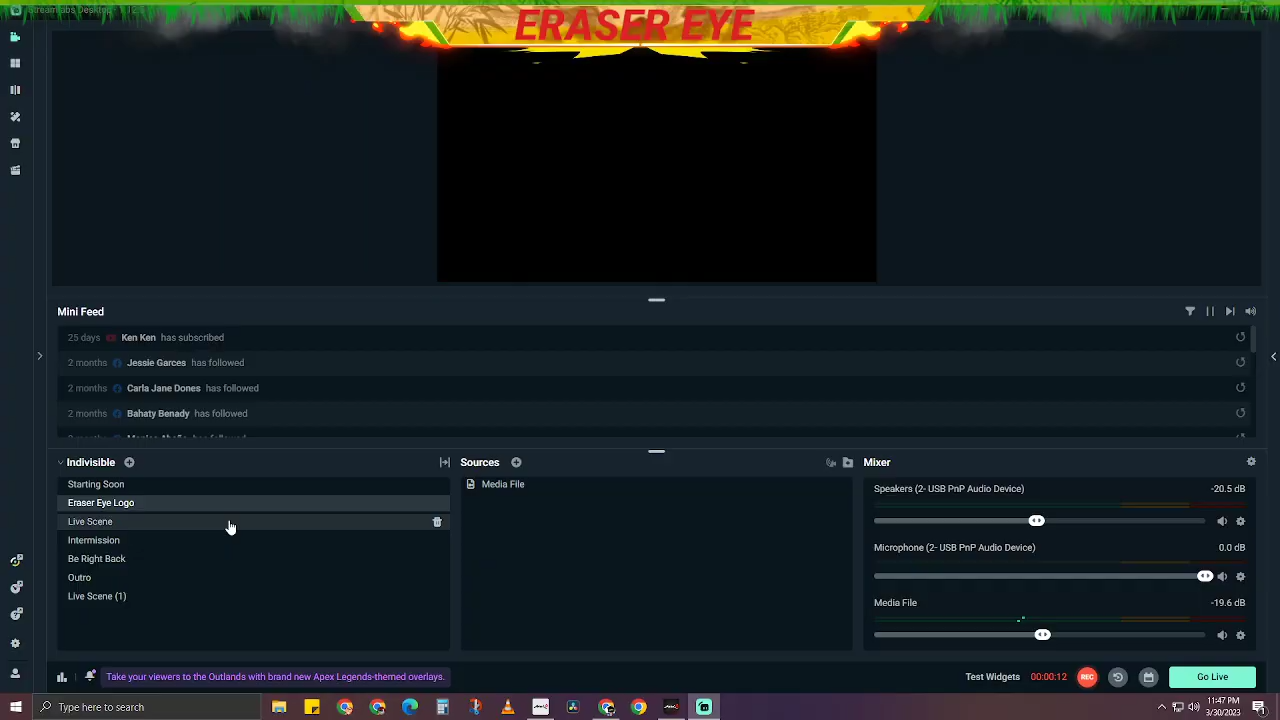 Streamlabs Desktop
ERASER EYE
Mini Feed
25 days Ken Ken has subscribed
2 months Jessie Garces has followed
2 months Carla Jane Dones has followed
2 months Bahaty Benady has followed
Indivisible
Starting Soon
Eraser Eye Logo
Live Scene
Intermission
Be Right Back
Outro
Live Scene (1)
Sources
Media File
Mixer
Speakers (2- USB PnP Audio Device) -20.5 dB
Microphone (2- USB PnP Audio Device) 0.0 dB
Media File -19.6 dB
Take your viewers to the Outlands with brand new Apex Legends-themed overlays.
Test Widgets 00:00:12 REC Go Live
Type here to search
11:47 PM
3/30/2023